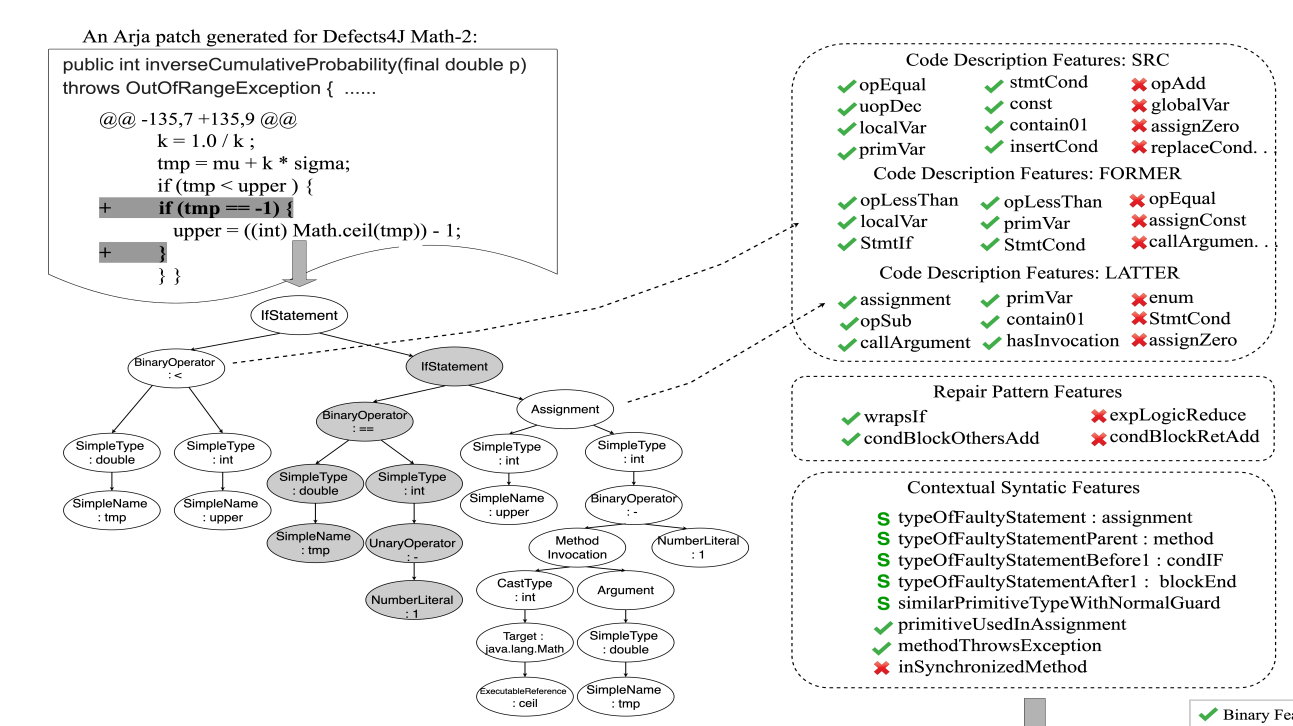 An Arja patch generated for Defects4J Math-2:
public int inverseCumulativeProbability(final double p)
throws OutOfRangeException { ......
@@ -135,7 +135,9 @@
k = 1.0 / k ;
tmp = mu + k * sigma;
if (tmp < upper ) {
+ if (tmp == -1) {
upper = ((int) Math.ceil(tmp)) - 1;
+ }
} }
IfStatement
BinaryOperator
: <
IfStatement
BinaryOperator
: ==
Assignment
SimpleType
: double
SimpleType
: int
SimpleType
: double
SimpleType
: int
SimpleType
: int
SimpleType
: int
SimpleName
: tmp
SimpleName
: upper
SimpleName
: tmp
UnaryOperator
: -
SimpleName
: upper
BinaryOperator
: -
NumberLiteral
: 1
Method
Invocation
NumberLiteral
: 1
CastType
: int
Argument
Target :
java.lang.Math
SimpleType
: double
ExecutableReference
: ceil
SimpleName
: tmp
Code Description Features: SRC
opEqual stmtCond opAdd
uopDec const globalVar
localVar contain01 assignZero
primVar insertCond replaceCond. .
Code Description Features: FORMER
opLessThan opLessThan opEqual
localVar primVar assignConst
StmtIf StmtCond callArgumen. .
Code Description Features: LATTER
assignment primVar enum
opSub contain01 StmtCond
callArgument hasInvocation assignZero
Repair Pattern Features
wrapsIf expLogicReduce
condBlockOthersAdd condBlockRetAdd
Contextual Syntatic Features
S typeOfFaultyStatement : assignment
S typeOfFaultyStatementParent : method
S typeOfFaultyStatementBefore1 : condIF
S typeOfFaultyStatementAfter1 : blockEnd
S similarPrimitiveTypeWithNormalGuard
primitiveUsedInAssignment
methodThrowsException
inSynchronizedMethod
Binary Fea